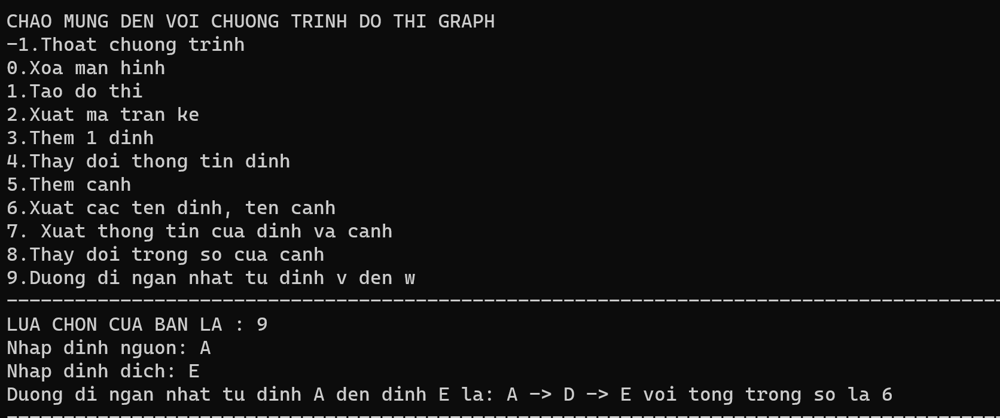 CHAO MUNG DEN VOI CHUONG TRINH DO THI GRAPH
-1.Thoat chuong trinh
0.Xoa man hinh
1.Tao do thi
2.Xuat ma tran ke
3.Them 1 dinh
4.Thay doi thong tin dinh
5.Them canh
6.Xuat cac ten dinh, ten canh
7. Xuat thong tin cua dinh va canh
8.Thay doi trong so cua canh
9.Duong di ngan nhat tu dinh v den w
----------------------------------------------------------------------------------------
LUA CHON CUA BAN LA : 9
Nhap dinh nguon: A
Nhap dinh dich: E
Duong di ngan nhat tu dinh A den dinh E la: A -> D -> E voi tong trong so la 6